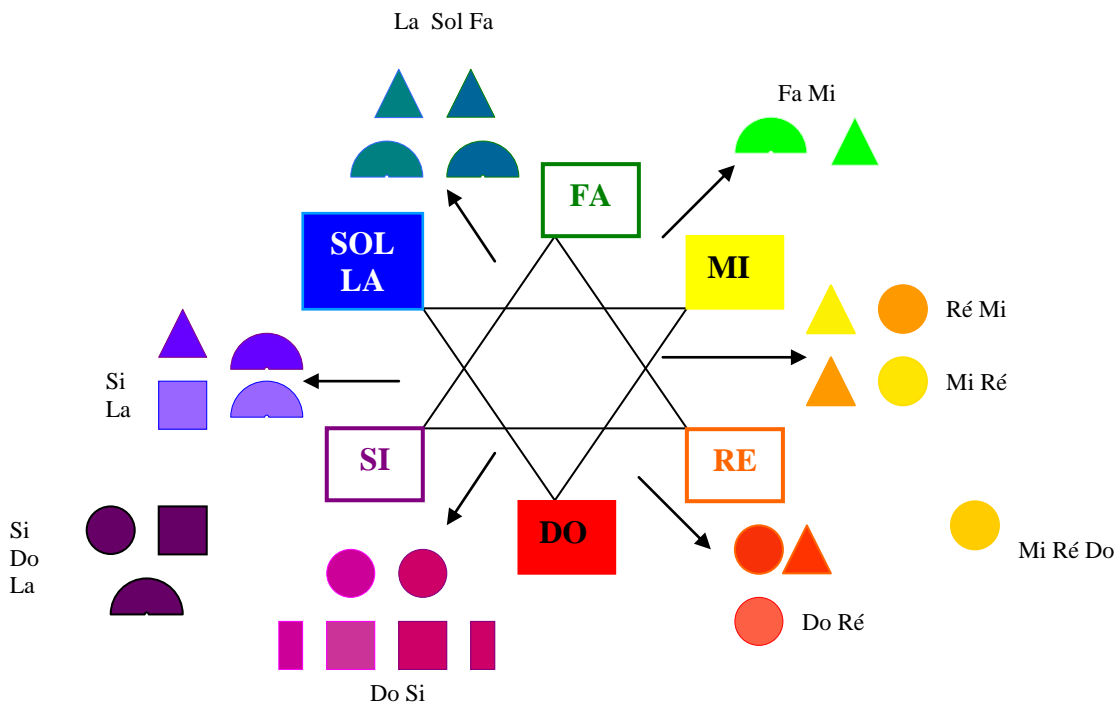 La  Sol Fa
Fa Mi
FA
SOL
LA
MI
Ré Mi
Mi Ré
Si
La
SI
RE
DO
Si
Do
La
Mi Ré Do
Do Ré
Do Si